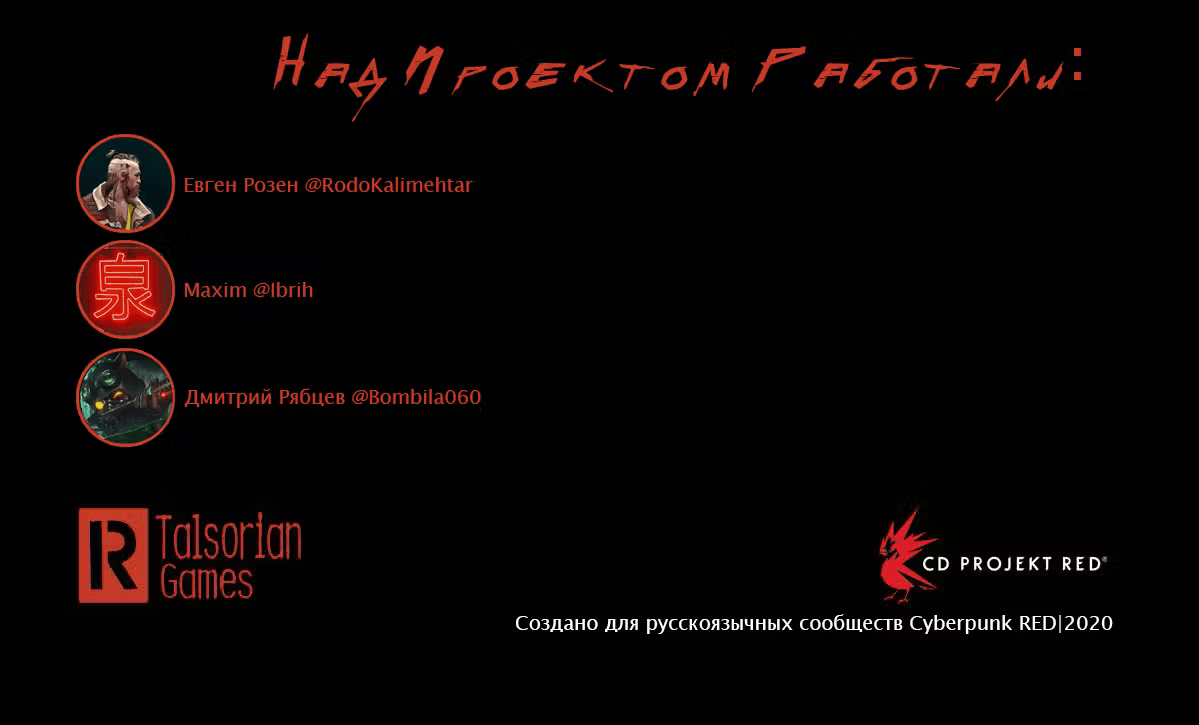 Над Проектом Работали:
Евген Розен @RodoKalimehtar
泉
Maxim @Ibrih
Дмитрий Рябцев @Bombila060
R Talsorian
Games
CD PROJEKT RED®
Создано для русскоязычных сообществ Cyberpunk RED|2020